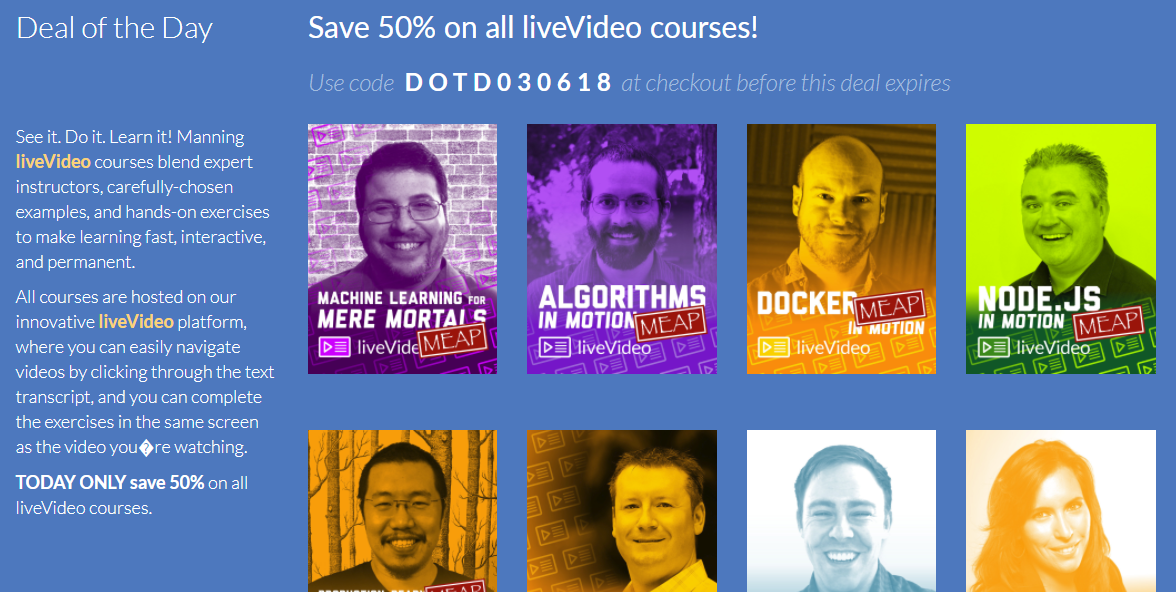 Deal of the Day
Save 50% on all liveVideo courses!
Use code DOTD030618 at checkout before this deal expires
See it. Do it. Learn it! Manning
liveVideo courses blend expert
instructors, carefully-chosen
examples, and hands-on exercises
to make learning fast, interactive,
and permanent.
All courses are hosted on our
innovative liveVideo platform,
where you can easily navigate
videos by clicking through the text
transcript, and you can complete
the exercises in the same screen
as the video you�re watching.
TODAY ONLY save 50% on all
liveVideo courses.
MACHINE LEARNING FOR
MERE MORTALS
liveVide
MEAP
ALGORITHMS
IN MOTION
MEAP
liveVideo
DOCKER
MEAP
IN MOTION
liveVideo
NODE.JS
IN MOTION
MEAP
liveVideo
MEAP